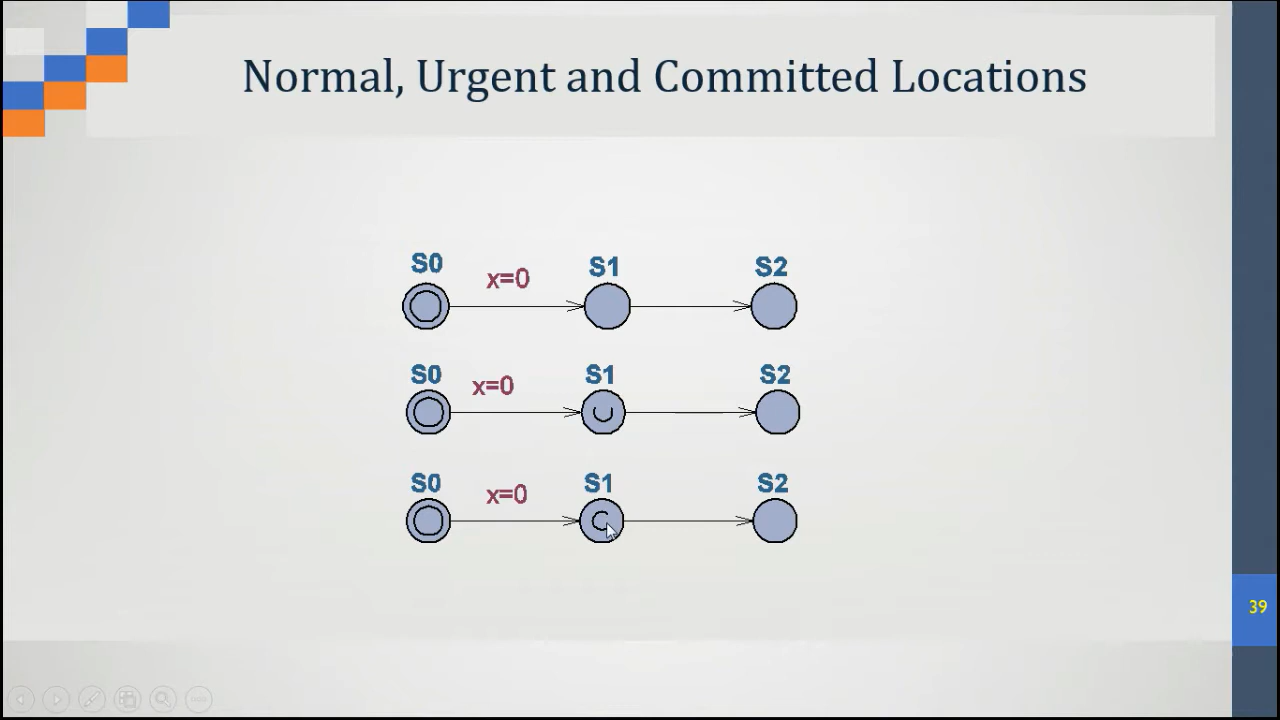 Normal, Urgent and Committed Locations
S0 x=0 S1 S2
S0 x=0 S1 S2
U
S0 x=0 S1 S2
C
39